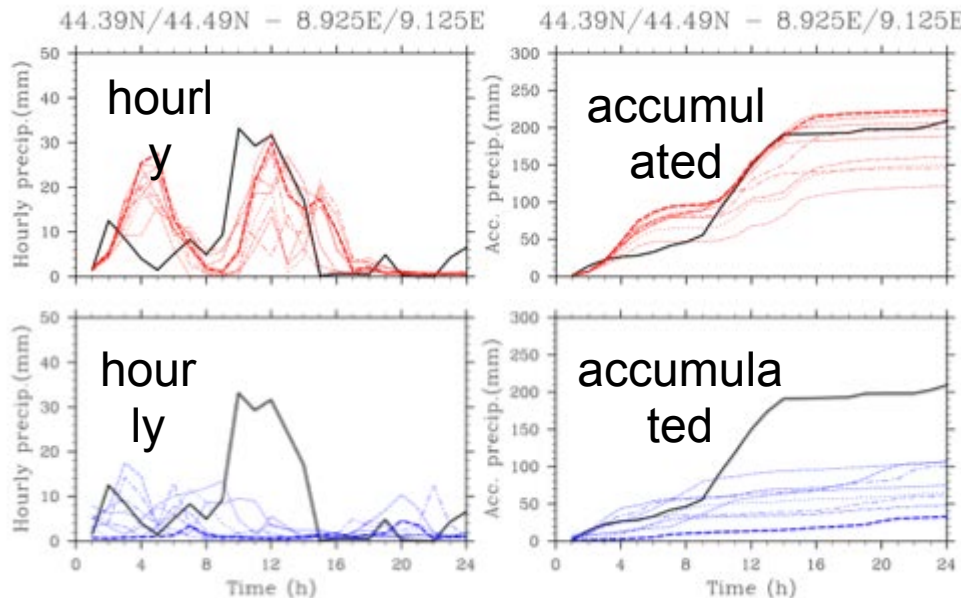 44.39N/44.49N - 8.925E/9.125E
44.39N/44.49N - 8.925E/9.125E
50
40
30
20
10
0
Hourly precip.(mm)
hourl
y
300
250
200
150
100
50
0
Acc. precip.(mm)
accumul
ated
50
40
30
20
10
0
Hourly precip.(mm)
hour
ly
0 4 8 12 16 20 24
Time (h)
300
250
200
150
100
50
0
Acc. precip.(mm)
accumula
ted
0 4 8 12 16 20 24
Time (h)